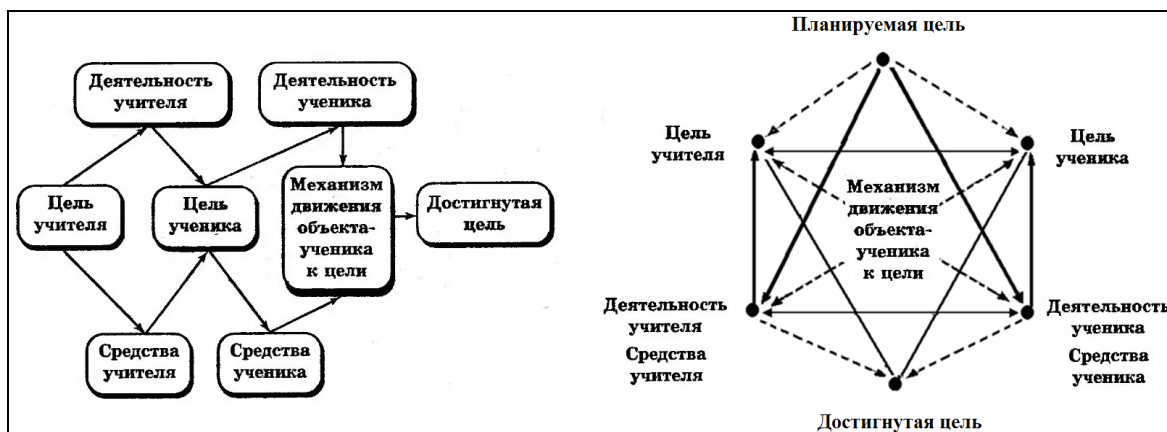 Деятельность
учителя
Деятельность
ученика
Цель
учителя
Цель
ученика
Механизм
движения
объекта-
ученика
к цели
Достигнутая
цель
Средства
учителя
Средства
ученика
Планируемая цель
Цель
учителя
Цель
ученика
Механизм
движения
объекта-
ученика
к цели
Деятельность
учителя
Средства
учителя
Деятельность
ученика
Средства
ученика
Достигнутая цель